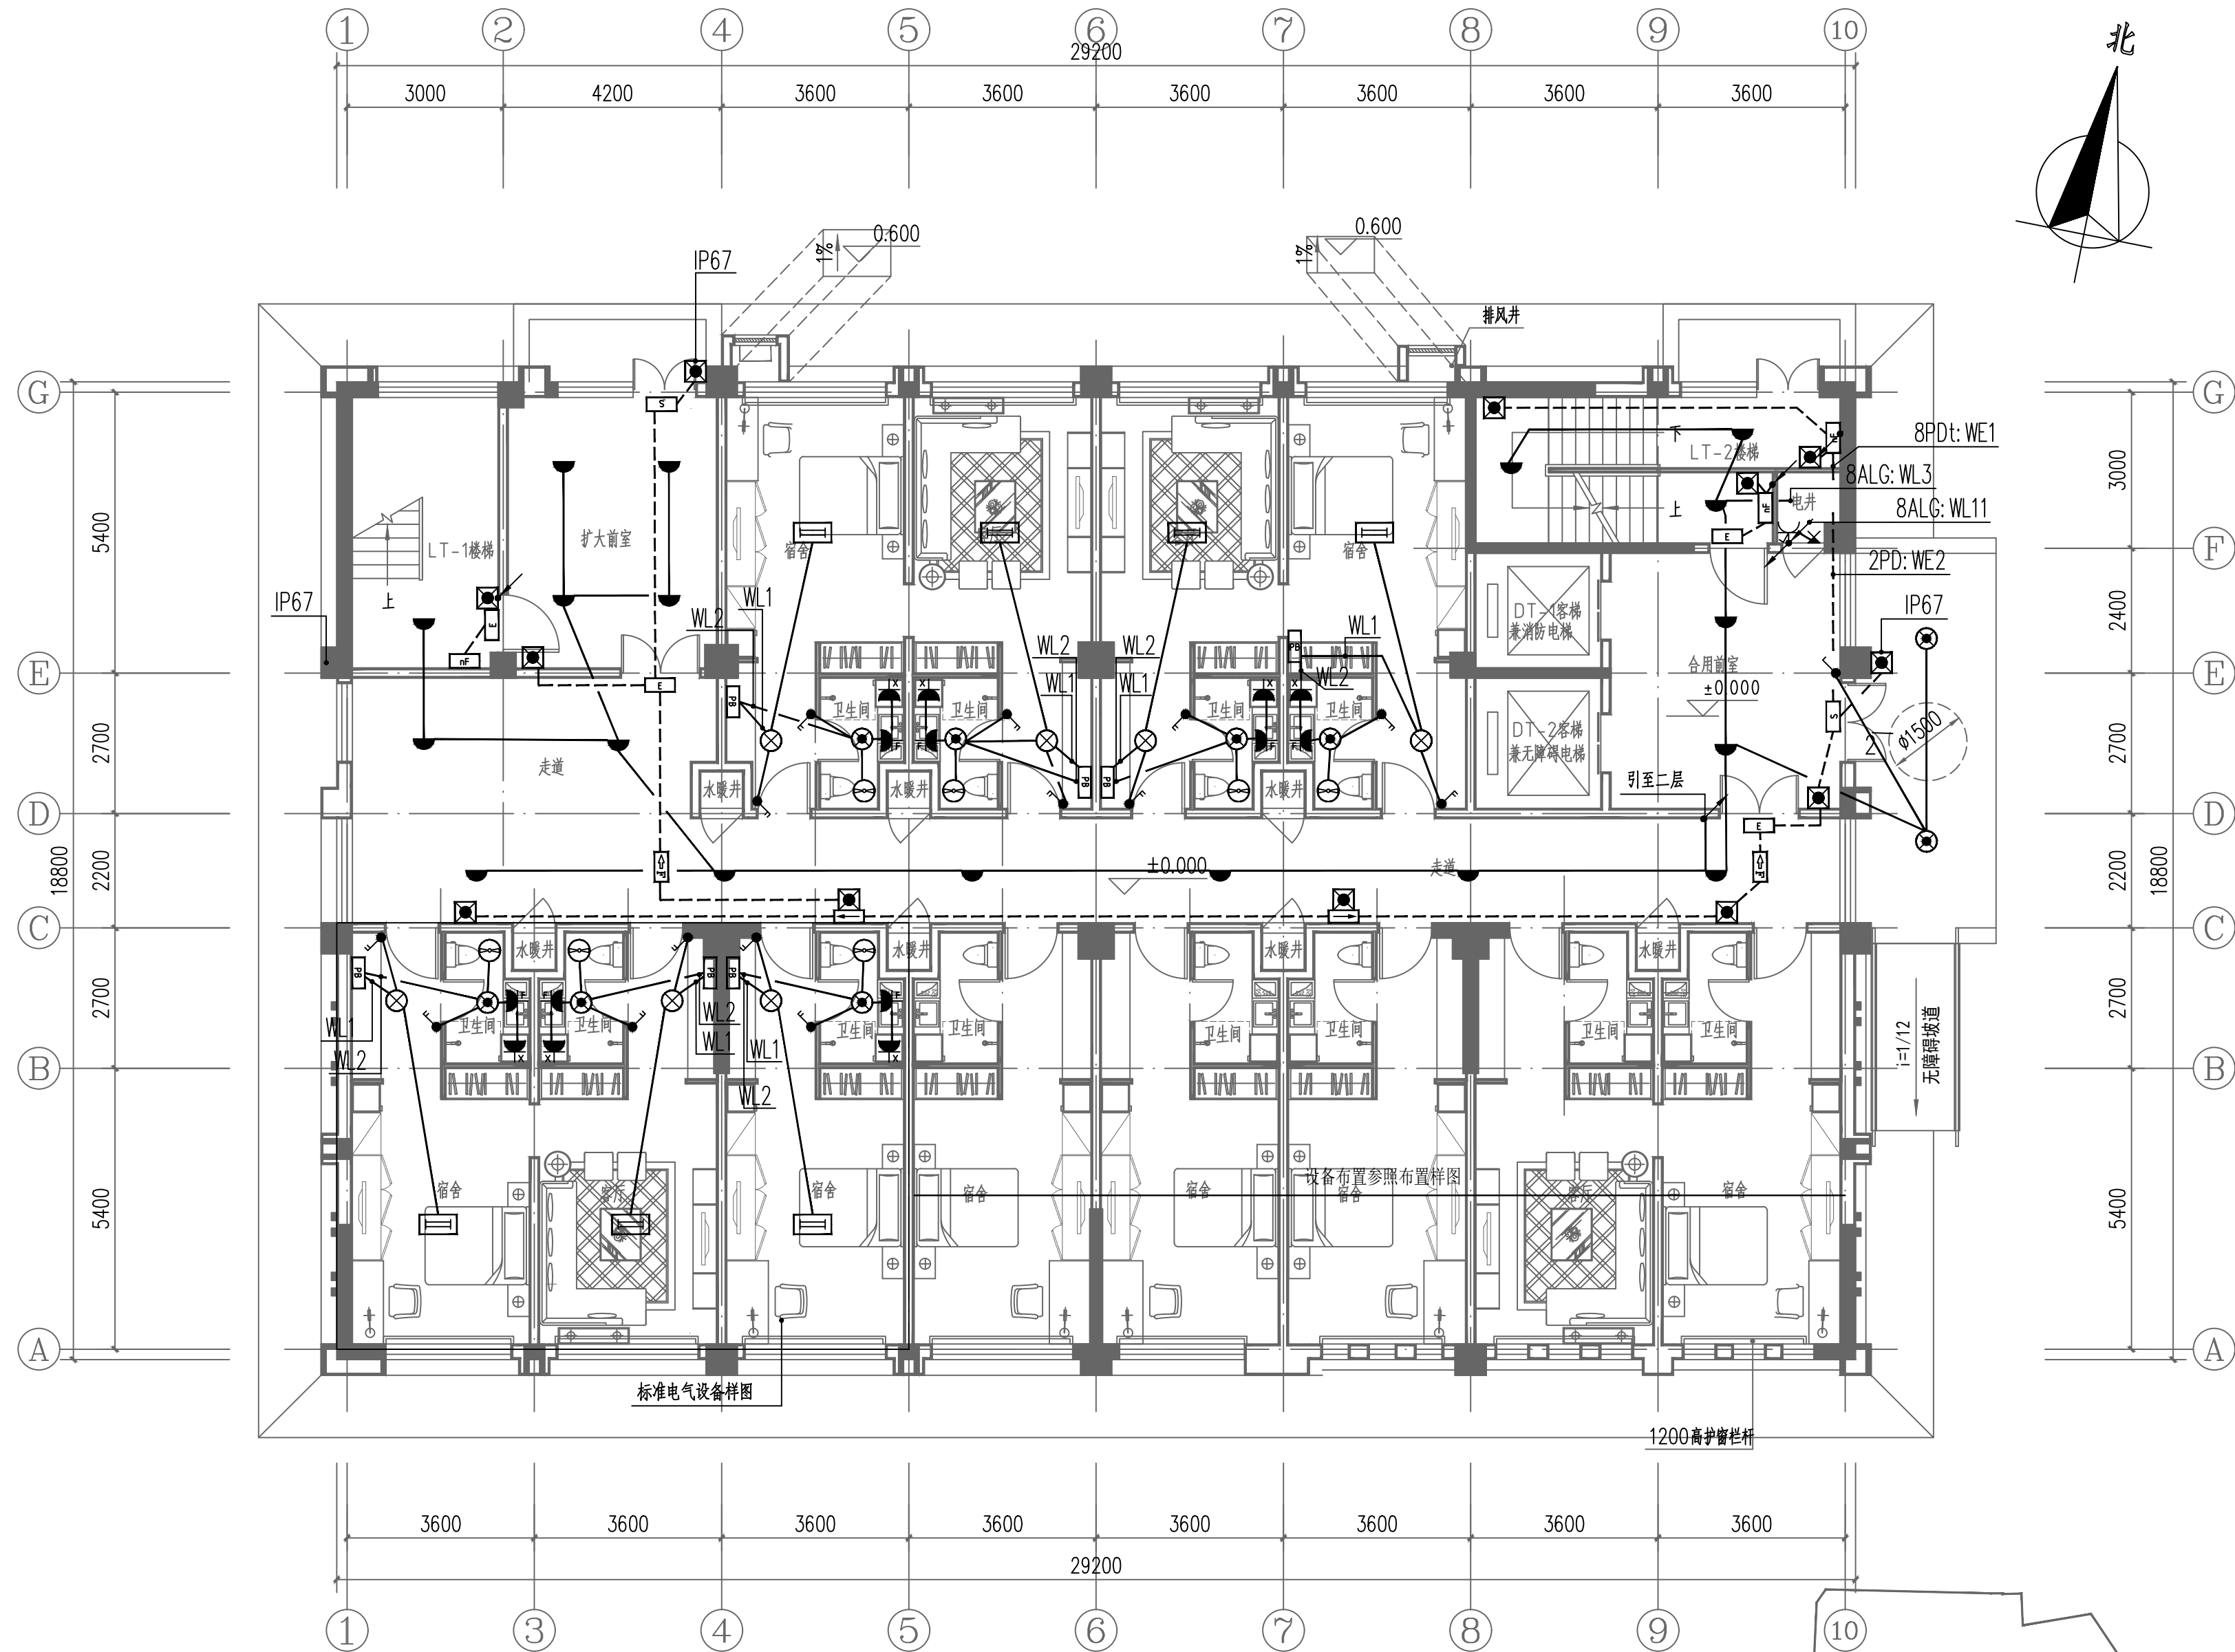 1 2 4 5 6 7 8 9 10
29200
3000 4200 3600 3600 3600 3600 3600 3600
北
0.600
0.600
1%
1%
IP67
排风井
G
G
下
LT-2楼梯
8PDt: WE1
8ALG: WL3
电井
8ALG: WL11
上
5400
3000
扩大前室
LT-1楼梯
上
宿舍
客厅
宿舍
F
2PD: WE2
DT-1客梯
兼消防电梯
IP67
IP67
WL1
WL2
WL2
WL2
WL1
WL1
WL1
WL2
2400
合用前室
±0.000
E
E
卫生间
卫生间
卫生间
卫生间
DT-2客梯
兼无障碍电梯
ø1500
2700
2700
走道
水暖井
水暖井
引至二层
D
D
18800
2200
±0.000
走道
2200
18800
C
C
水暖井
水暖井
水暖井
水暖井
2700
2700
WL1
WL2
卫生间
卫生间
WL2
WL1
WL1
WL2
卫生间
卫生间
卫生间
卫生间
卫生间
卫生间
i=1/12
无障碍坡道
B
B
设备布置参照布置样图
宿舍
客厅
宿舍
宿舍
宿舍
宿舍
客厅
宿舍
5400
5400
A
A
标准电气设备样图
1200高护窗栏杆
3600 3600 3600 3600 3600 3600 3600 3600
29200
1 3 4 5 6 7 8 9 10